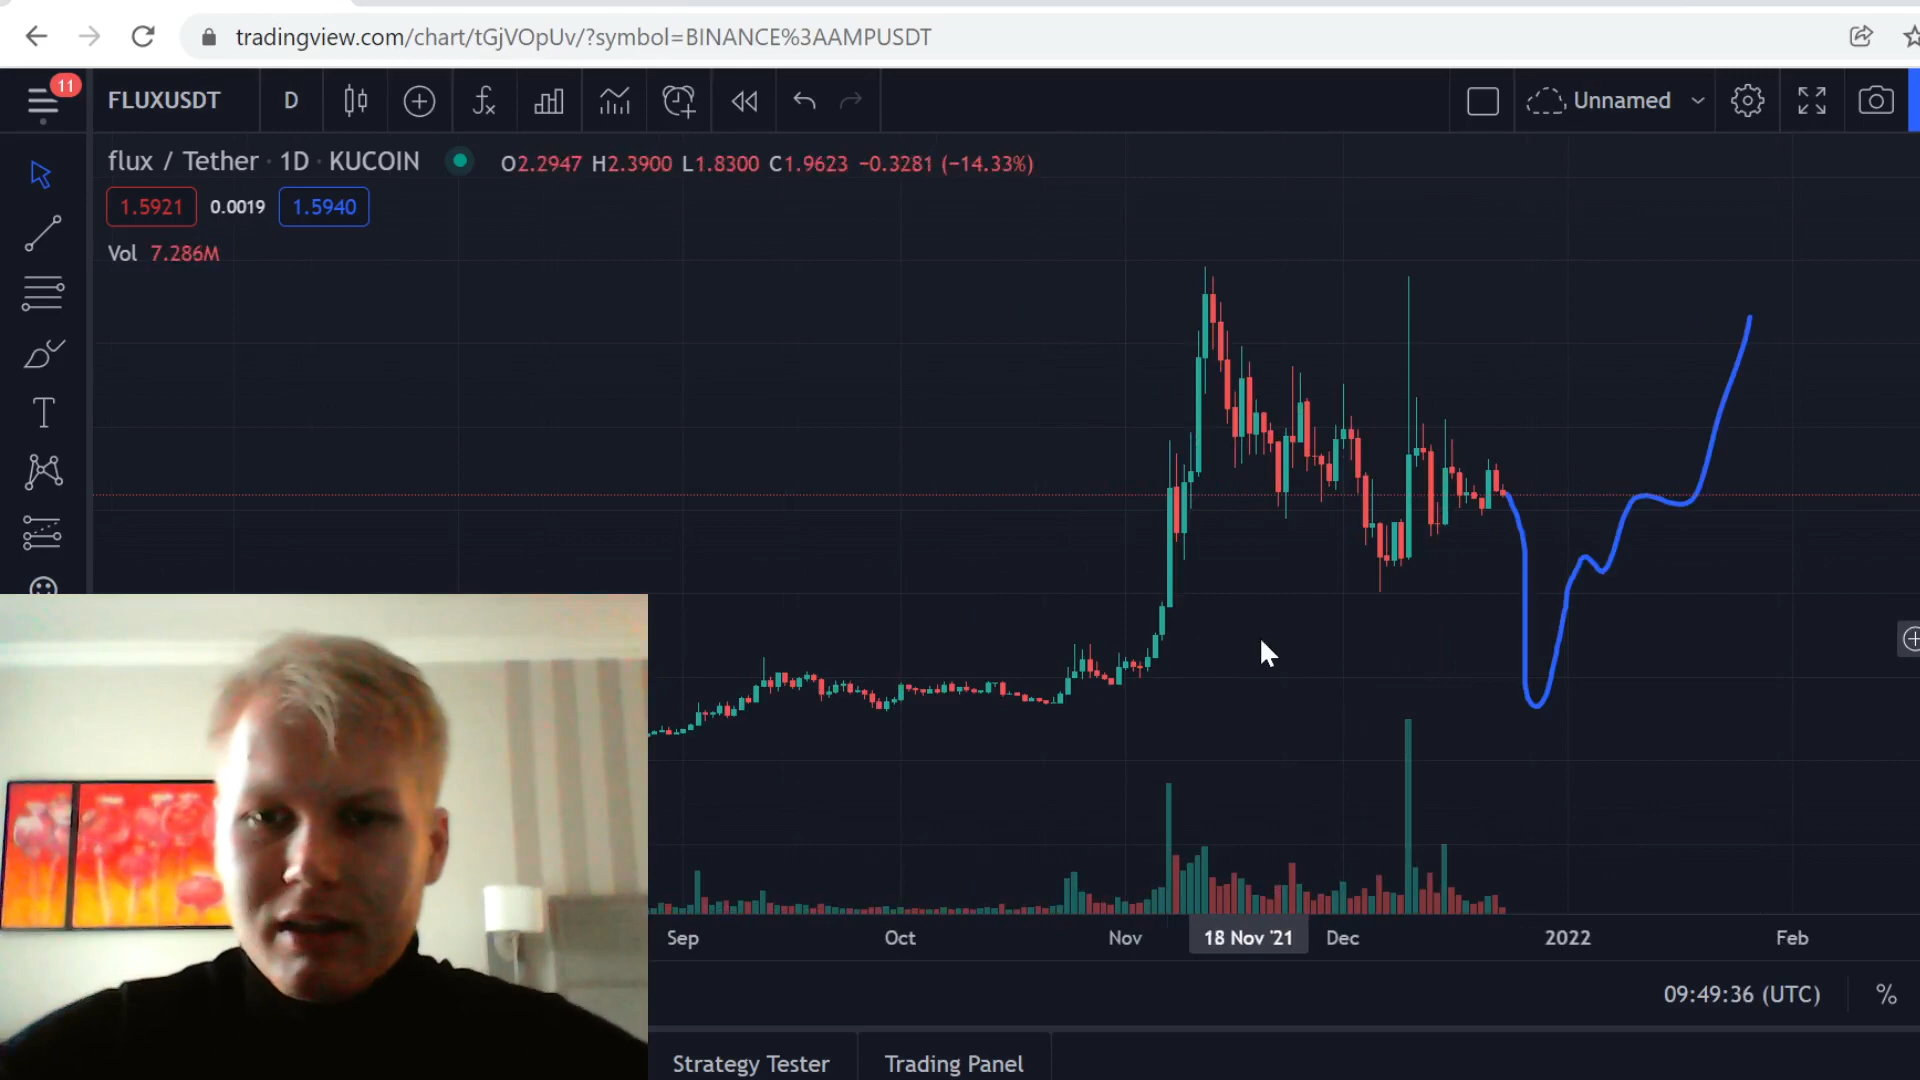 tradingview.com/chart/tGjVOpUv/?symbol=BINANCE%3AAMPUSDT
11
FLUXUSDT
D
fx
Unnamed
flux / Tether · 1D · KUCOIN
O2.2947 H2.3900 L1.8300 C1.9623 −0.3281 (−14.33%)
1.5921 0.0019 1.5940
Vol 7.286M
T
Sep Oct Nov 18 Nov '21 Dec 2022 Feb
09:49:36 (UTC) %
Strategy Tester Trading Panel